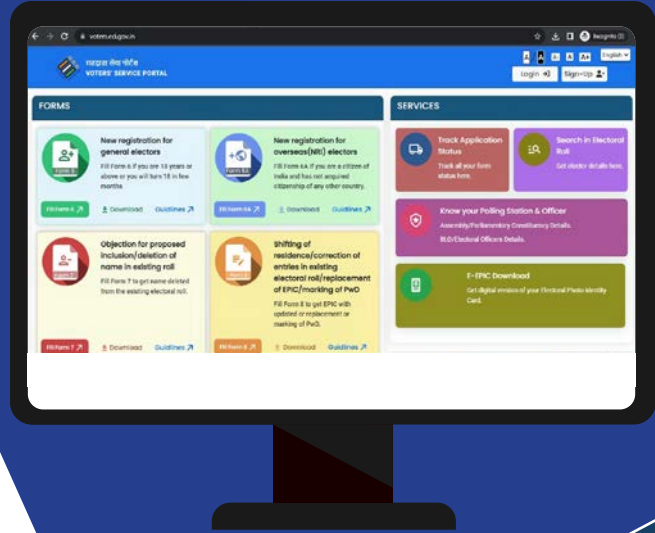 voters.eci.gov.in
Incognito
मतदाता सेवा पोर्टल
VOTERS' SERVICE PORTAL
A A A- A A+ English
Login Sign-Up
FORMS
New registration for
general electors
Fill Form 6 if you are 18 years or
above or you will turn 18 in few
months
Form 6
Fill Form 6 Download Guidlines
New registration for
overseas(NRI) electors
Fill Form 6A if you are a citizen of
India and has not acquired
citizenship of any other country.
Form 6A
Fill Form 6A Download Guidlines
Objection for proposed
inclusion/deletion of
name in existing roll
Fill Form 7 to get name deleted
from the existing electoral roll.
Form 7
Fill Form 7 Download Guidlines
Shifting of
residence/correction of
entries in existing
electoral roll/replacement
of EPIC/marking of PwD
Fill Form 8 to get EPIC with
updated or replacement or
marking of PwD.
Form 8
Fill Form 8 Download Guidlines
SERVICES
Track Application
Status
Track all your form
status here.
Search in Electoral
Roll
Get elector details here.
Know your Polling Station & Officer
Assembly/Parliamentary Constituency Details.
BLO/Electoral Officers Details.
E-EPIC Download
Get digital version of your Electoral Photo Identity
Card.